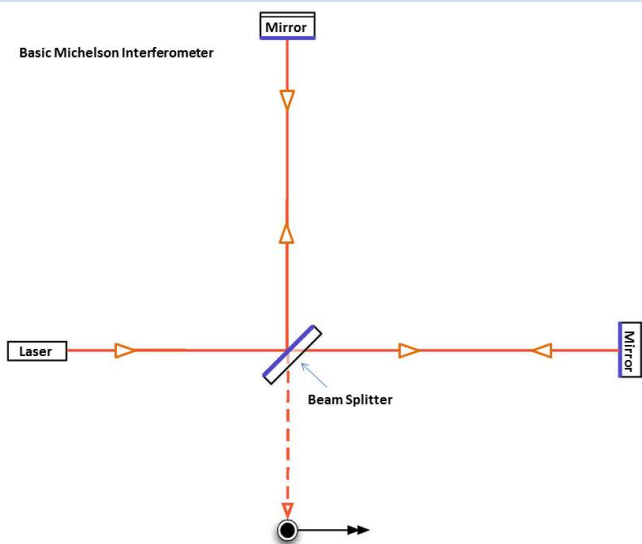 Mirror
Basic Michelson Interferometer
Laser
Mirror
Beam Splitter